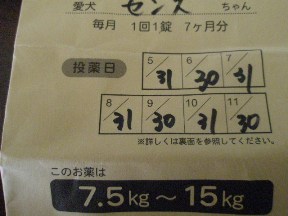 愛犬 センス ちゃん
毎月 1回1錠 7ヶ月分
投薬日 5/31 6/30 7/31
8/31 9/30 10/31 11/30
※詳しくは裏面を参照してください。
このお薬は
7.5kg～15kg